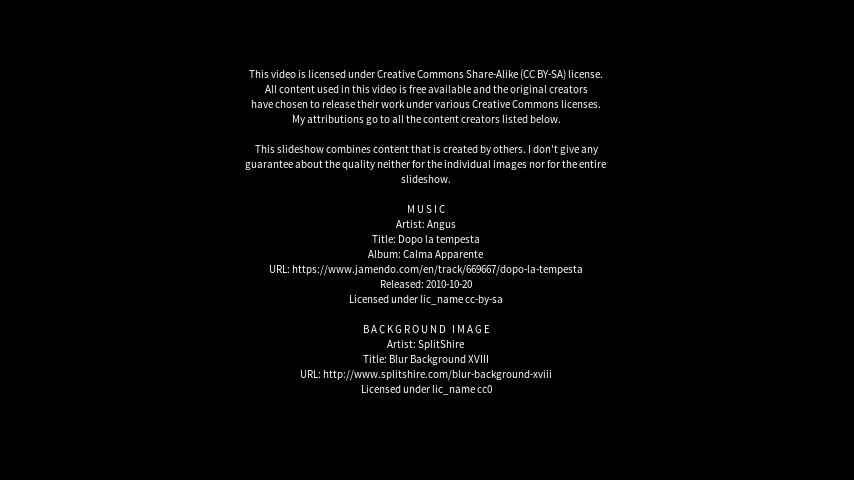 This video is licensed under Creative Commons Share-Alike (CC BY-SA) license.
All content used in this video is free available and the original creators
have chosen to release their work under various Creative Commons licenses.
My attributions go to all the content creators listed below.
This slideshow combines content that is created by others. I don't give any
guarantee about the quality neither for the individual images nor for the entire
slideshow.
MUSIC
Artist: Angus
Title: Dopo la tempesta
Album: Calma Apparente
URL: https://www.jamendo.com/en/track/669667/dopo-la-tempesta
Released: 2010-10-20
Licensed under lic_name cc-by-sa
BACKGROUND IMAGE
Artist: SplitShire
Title: Blur Background XVIII
URL: http://www.splitshire.com/blur-background-xviii
Licensed under lic_name cc0